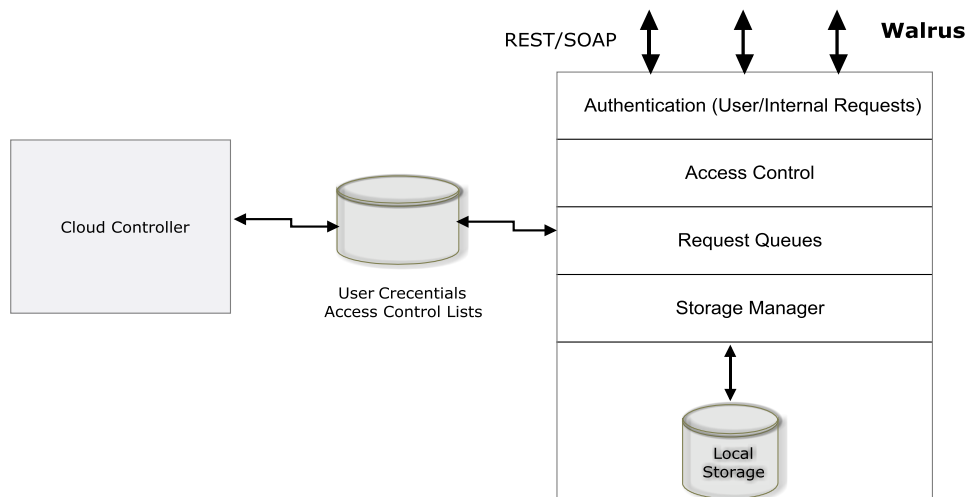 REST/SOAP
Walrus
Authentication (User/Internal Requests)
Access Control
Request Queues
Storage Manager
Cloud Controller
User Crecentials
Access Control Lists
Local
Storage